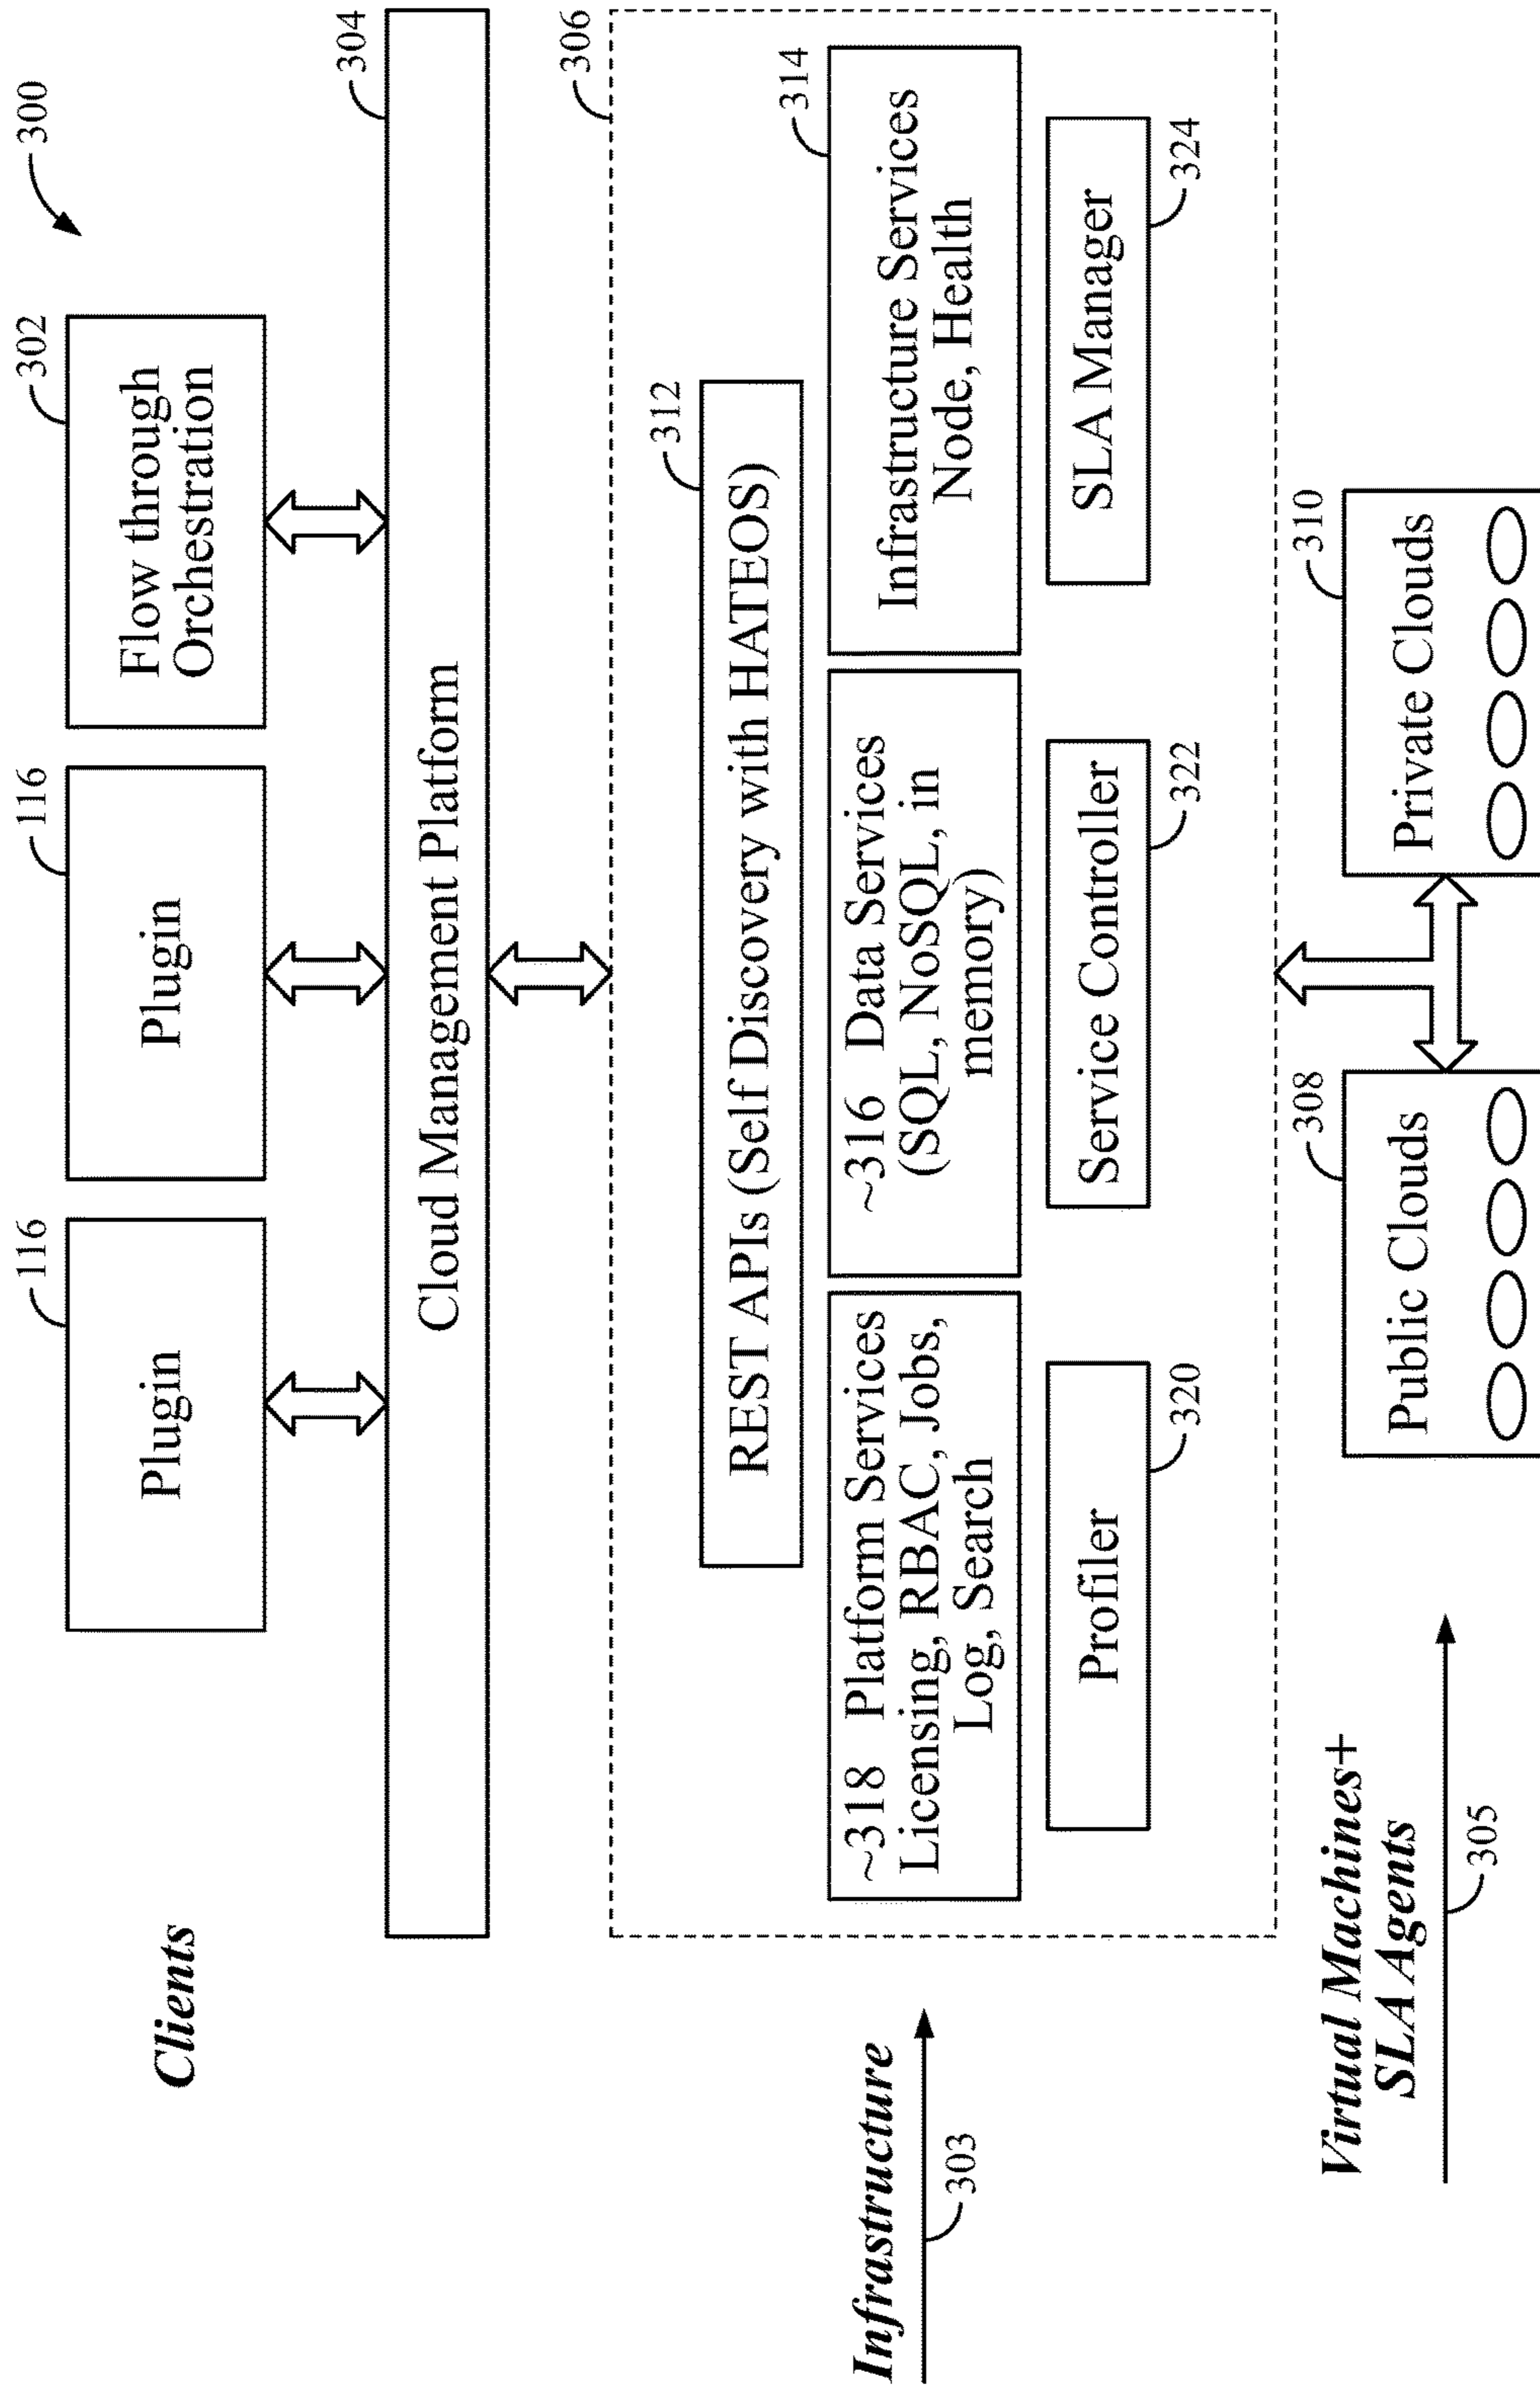 300
Clients
116
116
302
Plugin
Plugin
Flow through
Orchestration
304
Cloud Management Platform
306
312
REST APIs (Self Discovery with HATEOS)
314
~318 Platform Services
Licensing, RBAC, Jobs,
Log, Search
~316 Data Services
(SQL, NoSQL, in
memory)
Infrastructure Services
Node, Health
Infrastructure
303
Profiler
320
Service Controller
322
SLA Manager
324
308
310
Virtual Machines+
SLA Agents
305
Public Clouds
Private Clouds